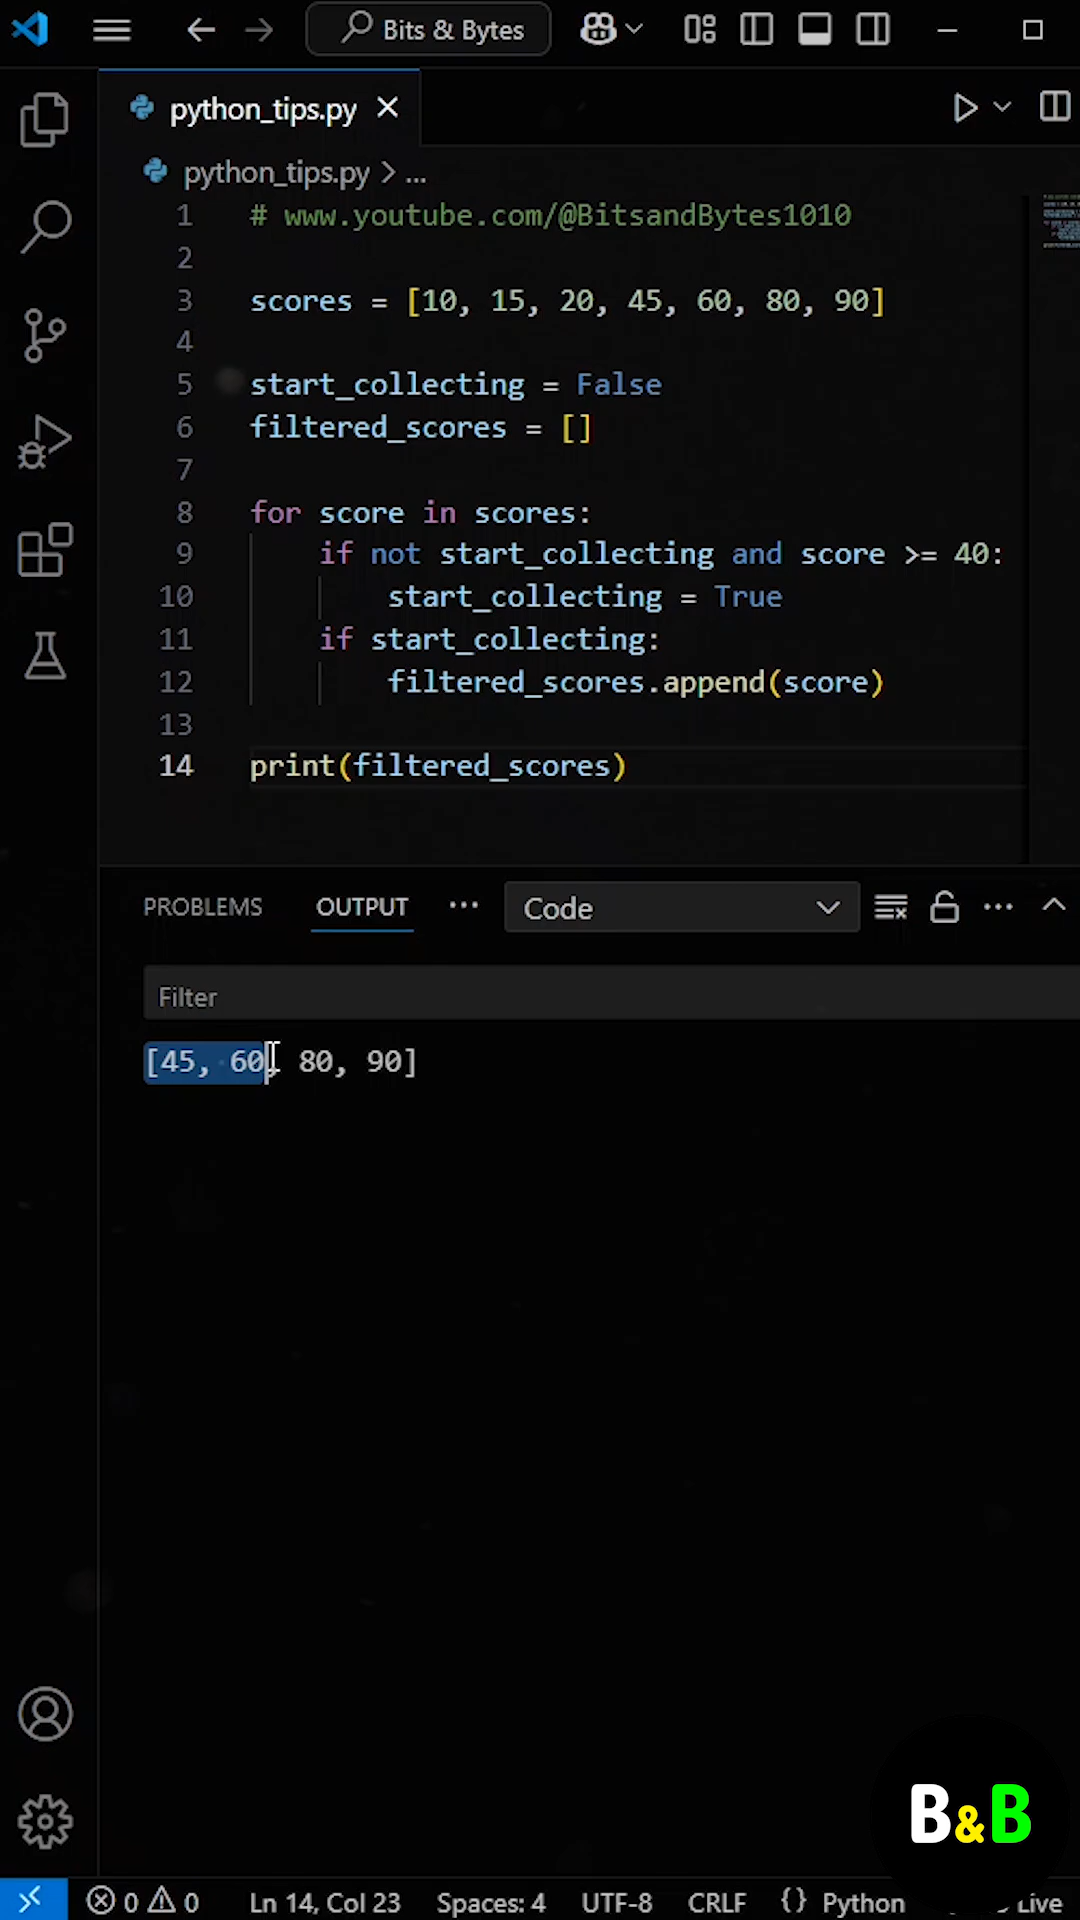 Bits & Bytes
python_tips.py
python_tips.py > ...
1 # www.youtube.com/@BitsandBytes1010
2
3 scores = [10, 15, 20, 45, 60, 80, 90]
4
5 start_collecting = False
6 filtered_scores = []
7
8 for score in scores:
9 if not start_collecting and score >= 40:
10 start_collecting = True
11 if start_collecting:
12 filtered_scores.append(score)
13
14 print(filtered_scores)
PROBLEMS OUTPUT ... Code
Filter
[45, 60, 80, 90]
B&B
0 0 Ln 14, Col 23 Spaces: 4 UTF-8 CRLF {} Python Live